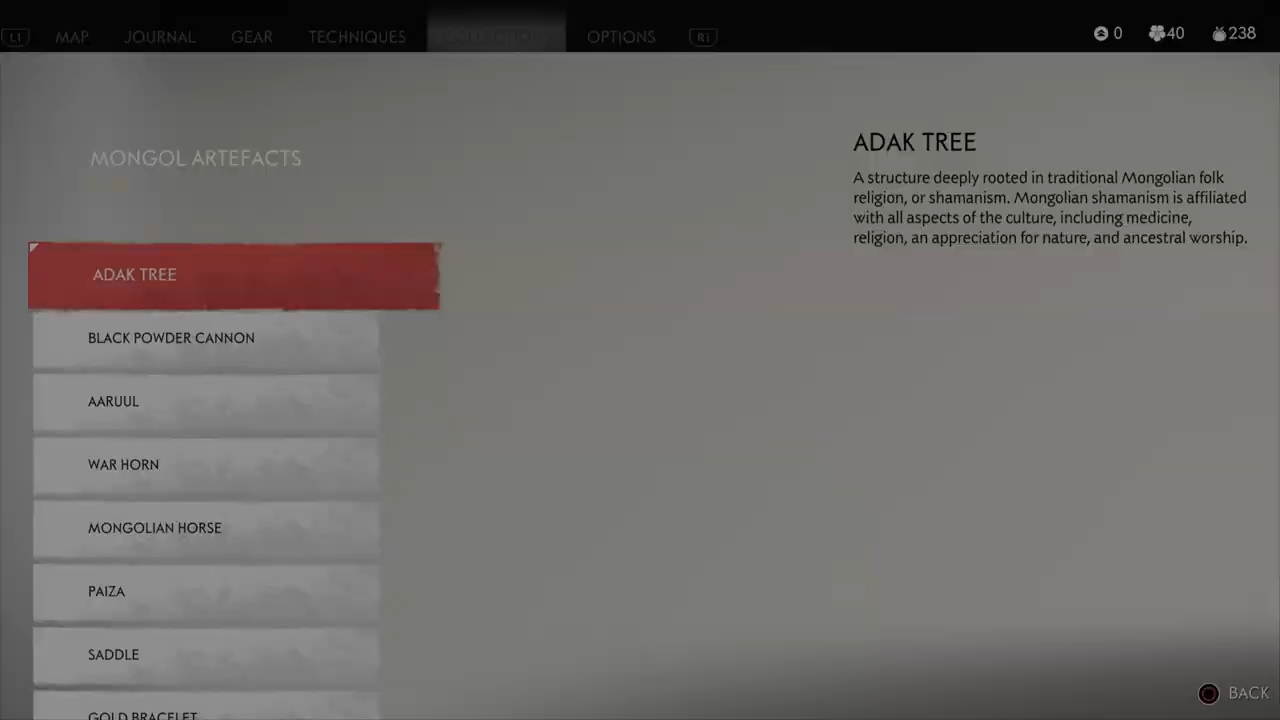 L1 MAP JOURNAL GEAR TECHNIQUES COLLECTIONS OPTIONS R1 0 40 238
MONGOL ARTEFACTS
ADAK TREE
BLACK POWDER CANNON
AARUUL
WAR HORN
MONGOLIAN HORSE
PAIZA
SADDLE
GOLD BRACELET
ADAK TREE
A structure deeply rooted in traditional Mongolian folk
religion, or shamanism. Mongolian shamanism is affiliated
with all aspects of the culture, including medicine,
religion, an appreciation for nature, and ancestral worship.
BACK